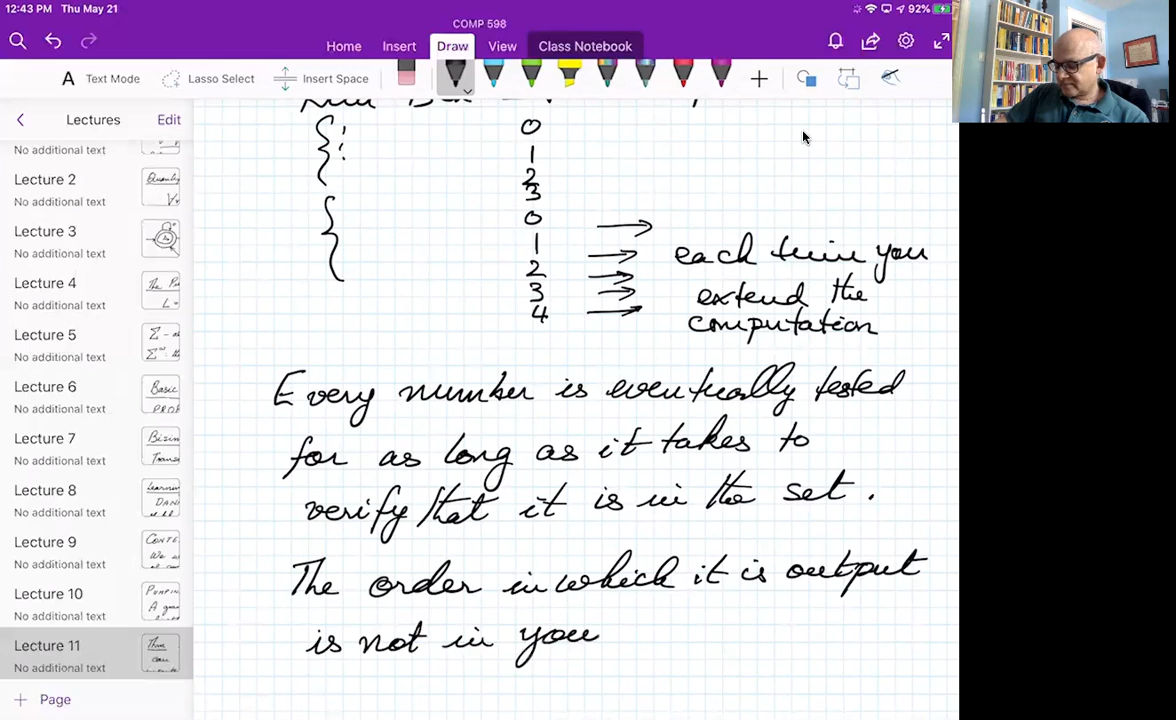 12:43 PM Thu May 21
92%
COMP 598
Home Insert Draw View Class Notebook
A Text Mode Lasso Select Insert Space
Lectures Edit
No additional text
Lecture 2
No additional text
Lecture 3
No additional text
Lecture 4
No additional text
Lecture 5
No additional text
Lecture 6
No additional text
Lecture 7
No additional text
Lecture 8
No additional text
Lecture 9
No additional text
Lecture 10
No additional text
Lecture 11
No additional text
+ Page
0
1
2
3
0
1
2
3
4
each time you
extend the
computation
Every number is eventually tested
for as long as it takes to
verify that it is in the set.
The order in which it is output
is not in you